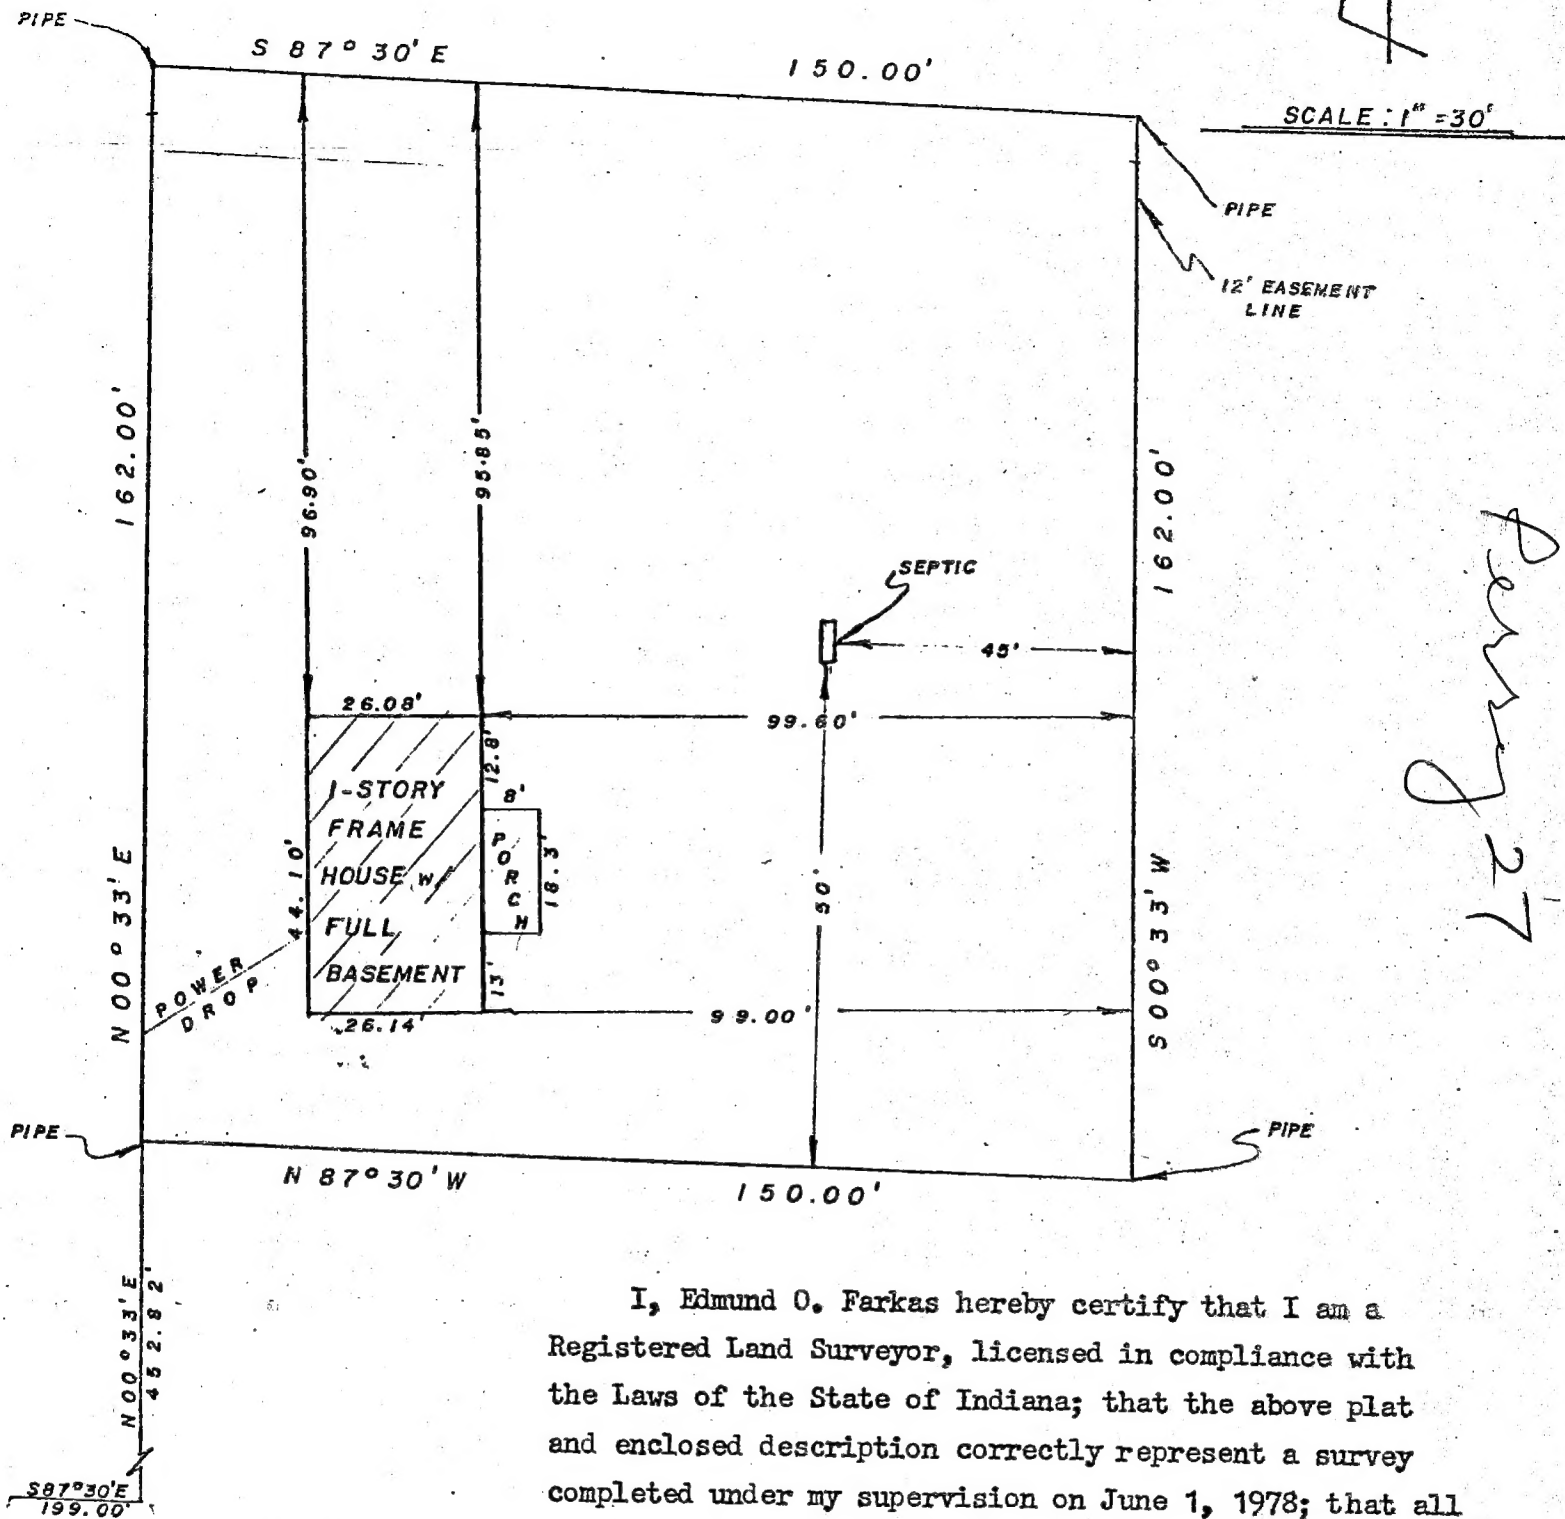 PIPE
S 87° 30' E
150.00'
SCALE : 1" = 30'
PIPE
12' EASEMENT
LINE
162.00'
96.90'
95.85'
162.00'
SEPTIC
45'
Perry 27
26.08'
99.60'
12.8'
8'
1-STORY
FRAME
HOUSE W/
FULL
BASEMENT
PORCH
18.3'
44.10'
50'
N 00° 33' E
S 00° 33' W
POWER
DROP
13'
26.14'
99.00'
PIPE
PIPE
N 87° 30' W
150.00'
N 00° 33' E
452.82'
S 87° 30' E
199.00'
I, Edmund O. Farkas hereby certify that I am a
Registered Land Surveyor, licensed in compliance with
the Laws of the State of Indiana; that the above plat
and enclosed description correctly represent a survey
completed under my supervision on June 1, 1978; that all